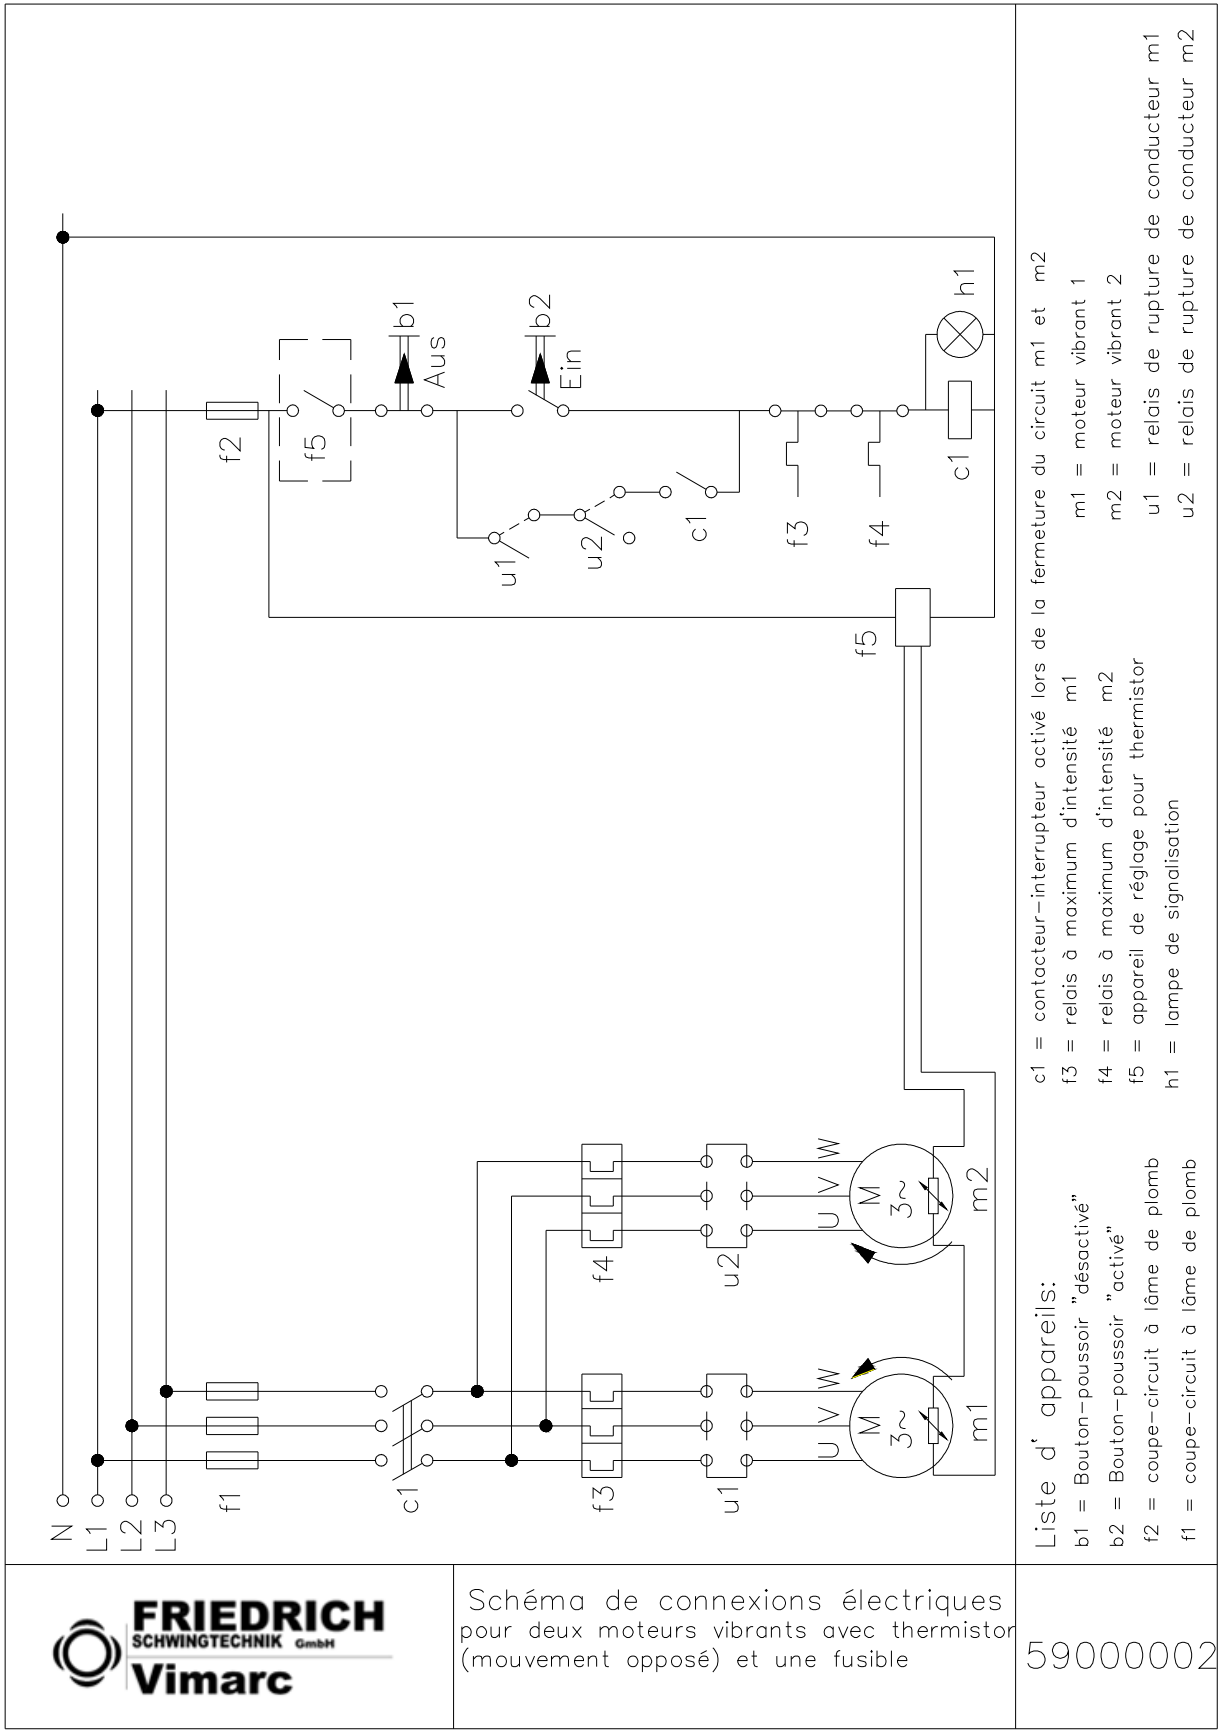 N
L1
L2
L3
f1
c1
f3
u1
U
V
W
M
3~
m1
f4
u2
U
V
W
M
3~
m2
f2
f5
b1
Aus
b2
Ein
u1
u2
c1
f3
f4
c1
h1
f5
Liste d' appareils:
b1 = Bouton-poussoir "désactivé"
b2 = Bouton-poussoir "activé"
f2 = coupe-circuit à lâme de plomb
f1 = coupe-circuit à lâme de plomb
c1 = contacteur-interrupteur activé lors de la fermeture du circuit m1 et m2
f3 = relais à maximum d'intensité m1
f4 = relais à maximum d'intensité m2
f5 = appareil de réglage pour thermistor
h1 = lampe de signalisation
m1 = moteur vibrant 1
m2 = moteur vibrant 2
u1 = relais de rupture de conducteur m1
u2 = relais de rupture de conducteur m2
FRIEDRICH
SCHWINGTECHNIK GmbH
Vimarc
Schéma de connexions électriques
pour deux moteurs vibrants avec thermistor
(mouvement opposé) et une fusible
59000002